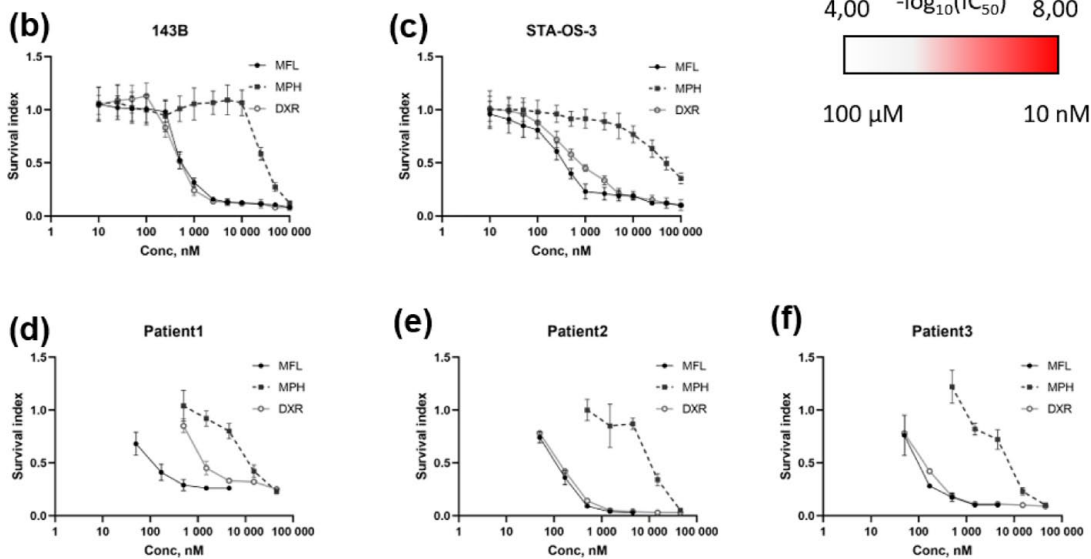 4,00 -log10(IC50) 8,00
100 µM 10 nM
(b)
143B
1.5
1.0
0.5
0.0
Survival index
1 10 100 1 000 10 000 100 000
Conc, nM
MFL
MPH
DXR
(c)
STA-OS-3
1.5
1.0
0.5
0.0
Survival index
1 10 100 1 000 10 000 100 000
Conc, nM
MFL
MPH
DXR
(d)
Patient1
1.5
1.0
0.5
0.0
Survival index
1 10 100 1 000 10 000 100 000
Conc, nM
MFL
MPH
DXR
(e)
Patient2
1.5
1.0
0.5
0.0
Survival index
1 10 100 1 000 10 000 100 000
Conc, nM
MFL
MPH
DXR
(f)
Patient3
1.5
1.0
0.5
0.0
Survival index
1 10 100 1 000 10 000 100 000
Conc, nM
MFL
MPH
DXR